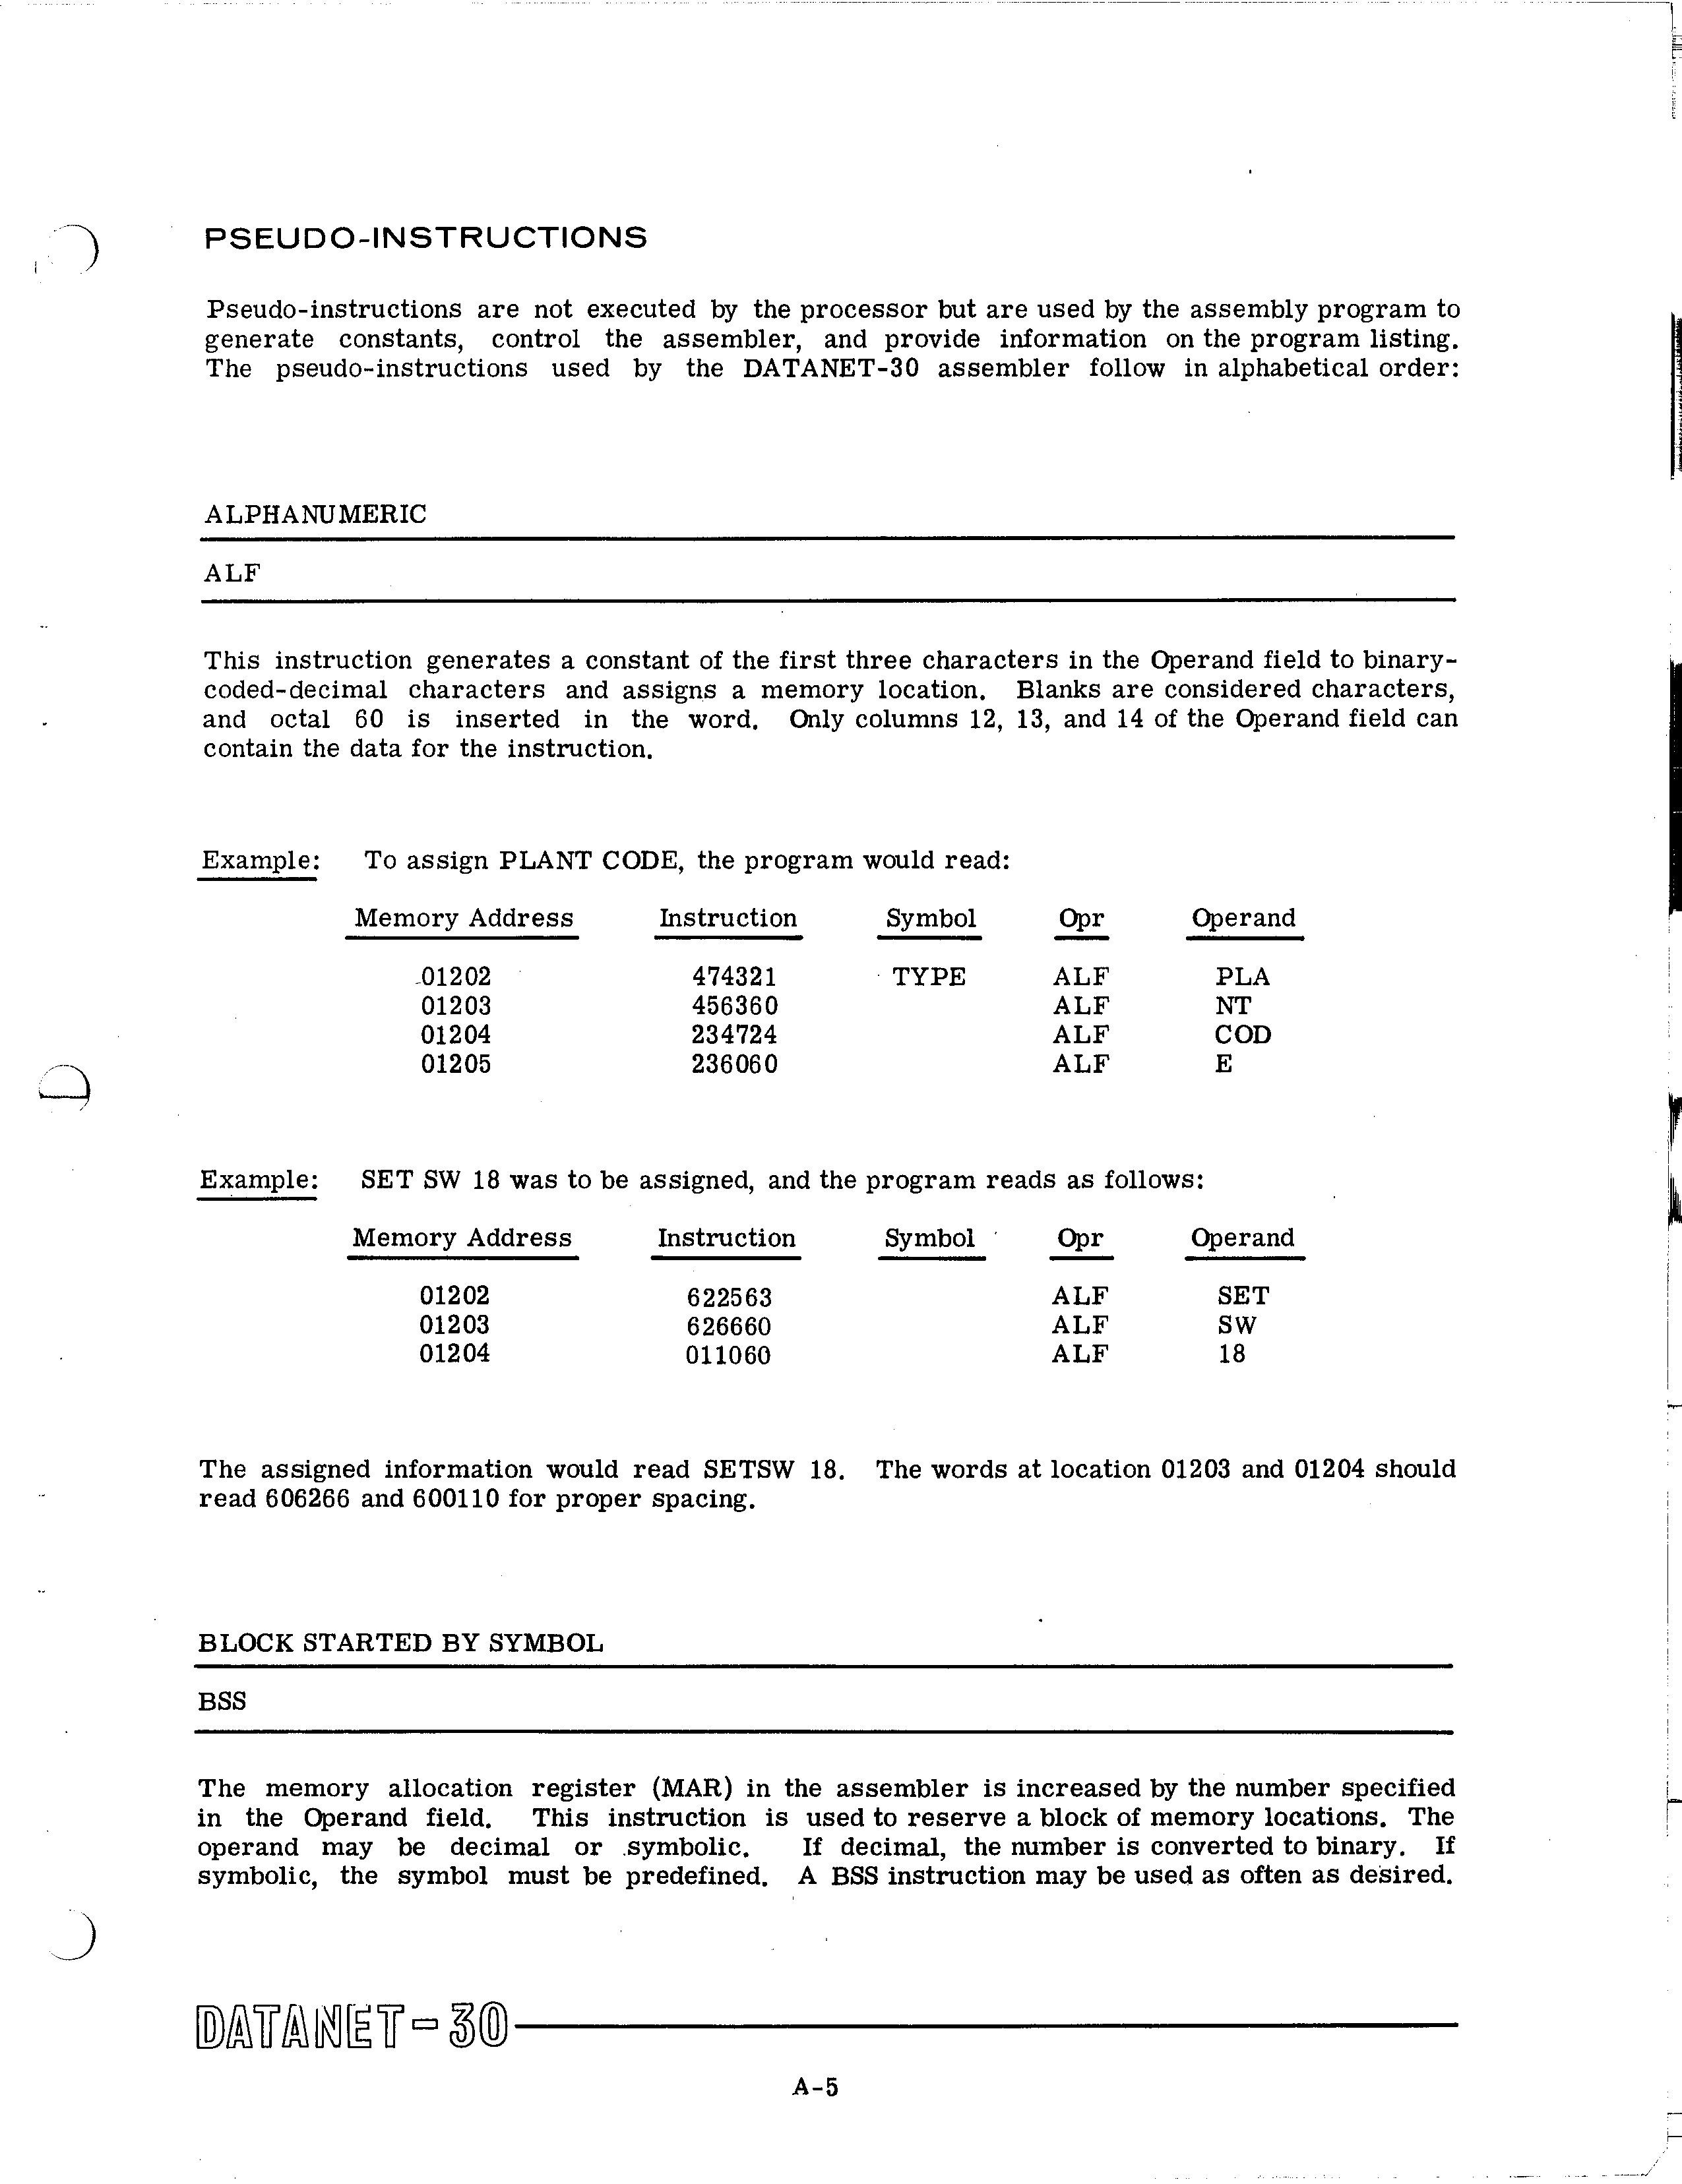 PSEUDO-INSTRUCTIONS
Pseudo-instructions are not executed by the processor but are used by the assembly program to
generate constants, control the assembler, and provide information on the program listing.
The pseudo-instructions used by the DATANET-30 assembler follow in alphabetical order:
ALPHANUMERIC
ALF
This instruction generates a constant of the first three characters in the Operand field to binary-
coded-decimal characters and assigns a memory location. Blanks are considered characters,
and octal 60 is inserted in the word. Only columns 12, 13, and 14 of the Operand field can
contain the data for the instruction.
Example: To assign PLANT CODE, the program would read:
Memory Address Instruction Symbol Opr Operand
01202 474321 TYPE ALF PLA
01203 456360 ALF NT
01204 234724 ALF COD
01205 236060 ALF E
Example: SET SW 18 was to be assigned, and the program reads as follows:
Memory Address Instruction Symbol Opr Operand
01202 622563 ALF SET
01203 626660 ALF SW
01204 011060 ALF 18
The assigned information would read SETSW 18. The words at location 01203 and 01204 should
read 606266 and 600110 for proper spacing.
BLOCK STARTED BY SYMBOL
BSS
The memory allocation register (MAR) in the assembler is increased by the number specified
in the Operand field. This instruction is used to reserve a block of memory locations. The
operand may be decimal or symbolic. If decimal, the number is converted to binary. If
symbolic, the symbol must be predefined. A BSS instruction may be used as often as desired.
DATANET-30
A-5